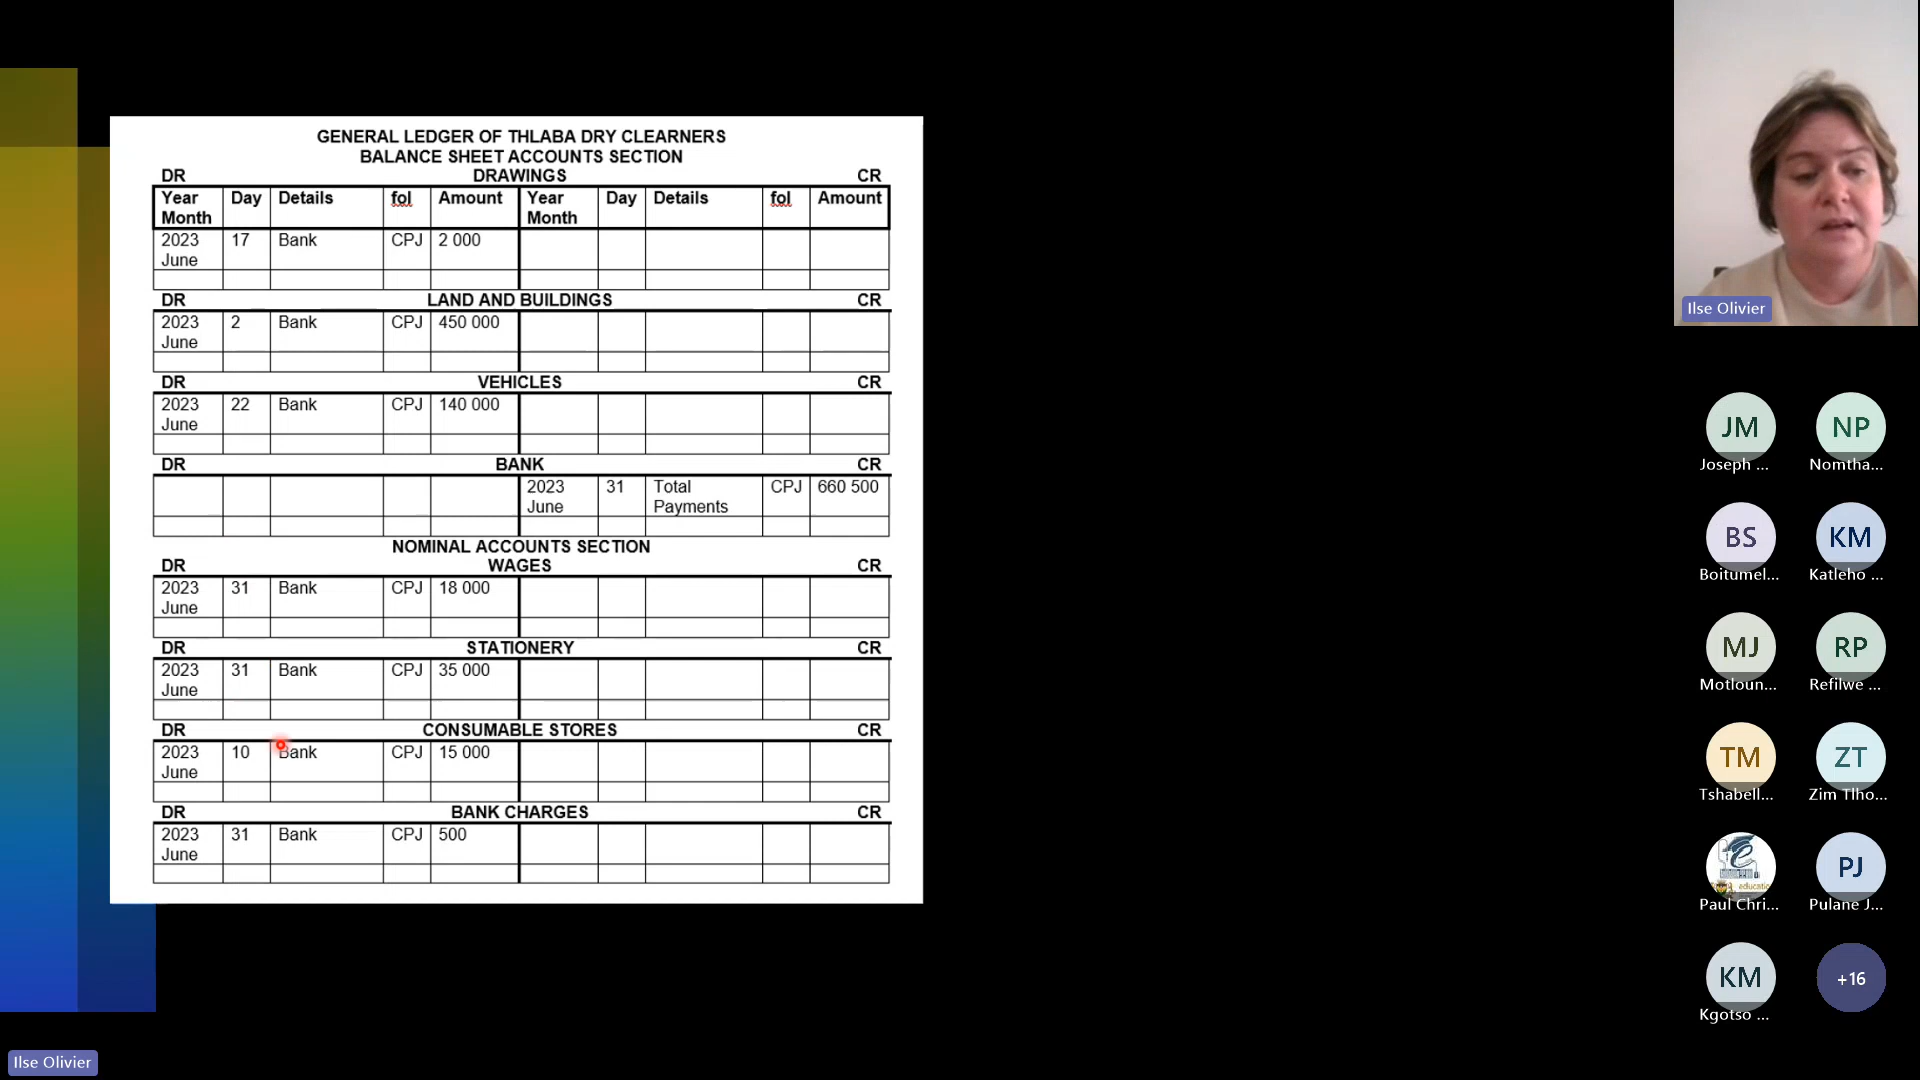 GENERAL LEDGER OF THLABA DRY CLEARNERS
BALANCE SHEET ACCOUNTS SECTION
DR DRAWINGS CR
Year Month Day Details fol Amount Year Month Day Details fol Amount
2023 June 17 Bank CPJ 2 000
DR LAND AND BUILDINGS CR
2023 June 2 Bank CPJ 450 000
DR VEHICLES CR
2023 June 22 Bank CPJ 140 000
DR BANK CR
2023 June 31 Total Payments CPJ 660 500
NOMINAL ACCOUNTS SECTION
DR WAGES CR
2023 June 31 Bank CPJ 18 000
DR STATIONERY CR
2023 June 31 Bank CPJ 35 000
DR CONSUMABLE STORES CR
2023 June 10 Bank CPJ 15 000
DR BANK CHARGES CR
2023 June 31 Bank CPJ 500
Ilse Olivier
JM NP
Joseph ... Nomtha...
BS KM
Boitumel... Katleho ...
MJ RP
Motloun... Refilwe ...
TM ZT
Tshabell... Zim Tlho...
PJ
Paul Chri... Pulane J...
KM +16
Kgotso ...
Ilse Olivier